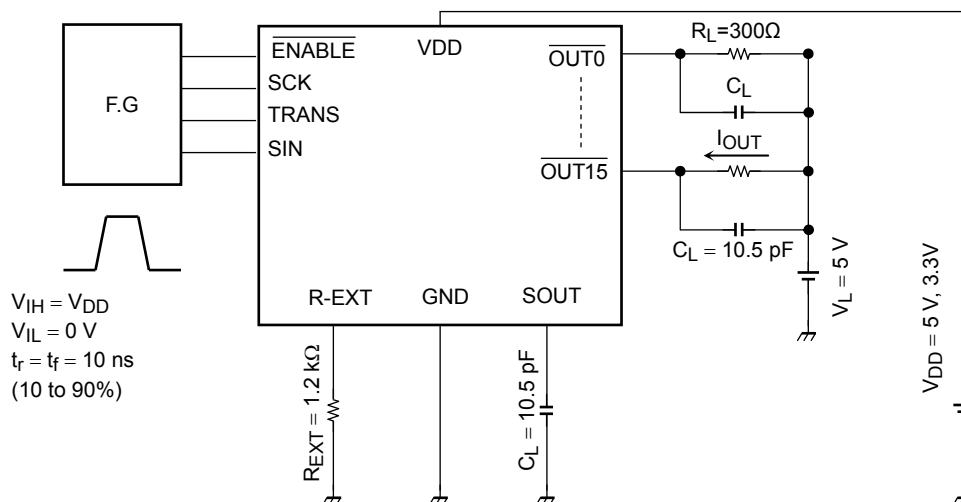 F.G
ENABLE
SCK
TRANS
SIN
VDD
OUT0
OUT15
R-EXT
GND
SOUT
RL=300Ω
CL
IOUT
CL = 10.5 pF
VL = 5 V
VDD = 5 V, 3.3V
VIH = VDD
VIL = 0 V
tr = tf = 10 ns
(10 to 90%)
REXT = 1.2 kΩ
CL = 10.5 pF